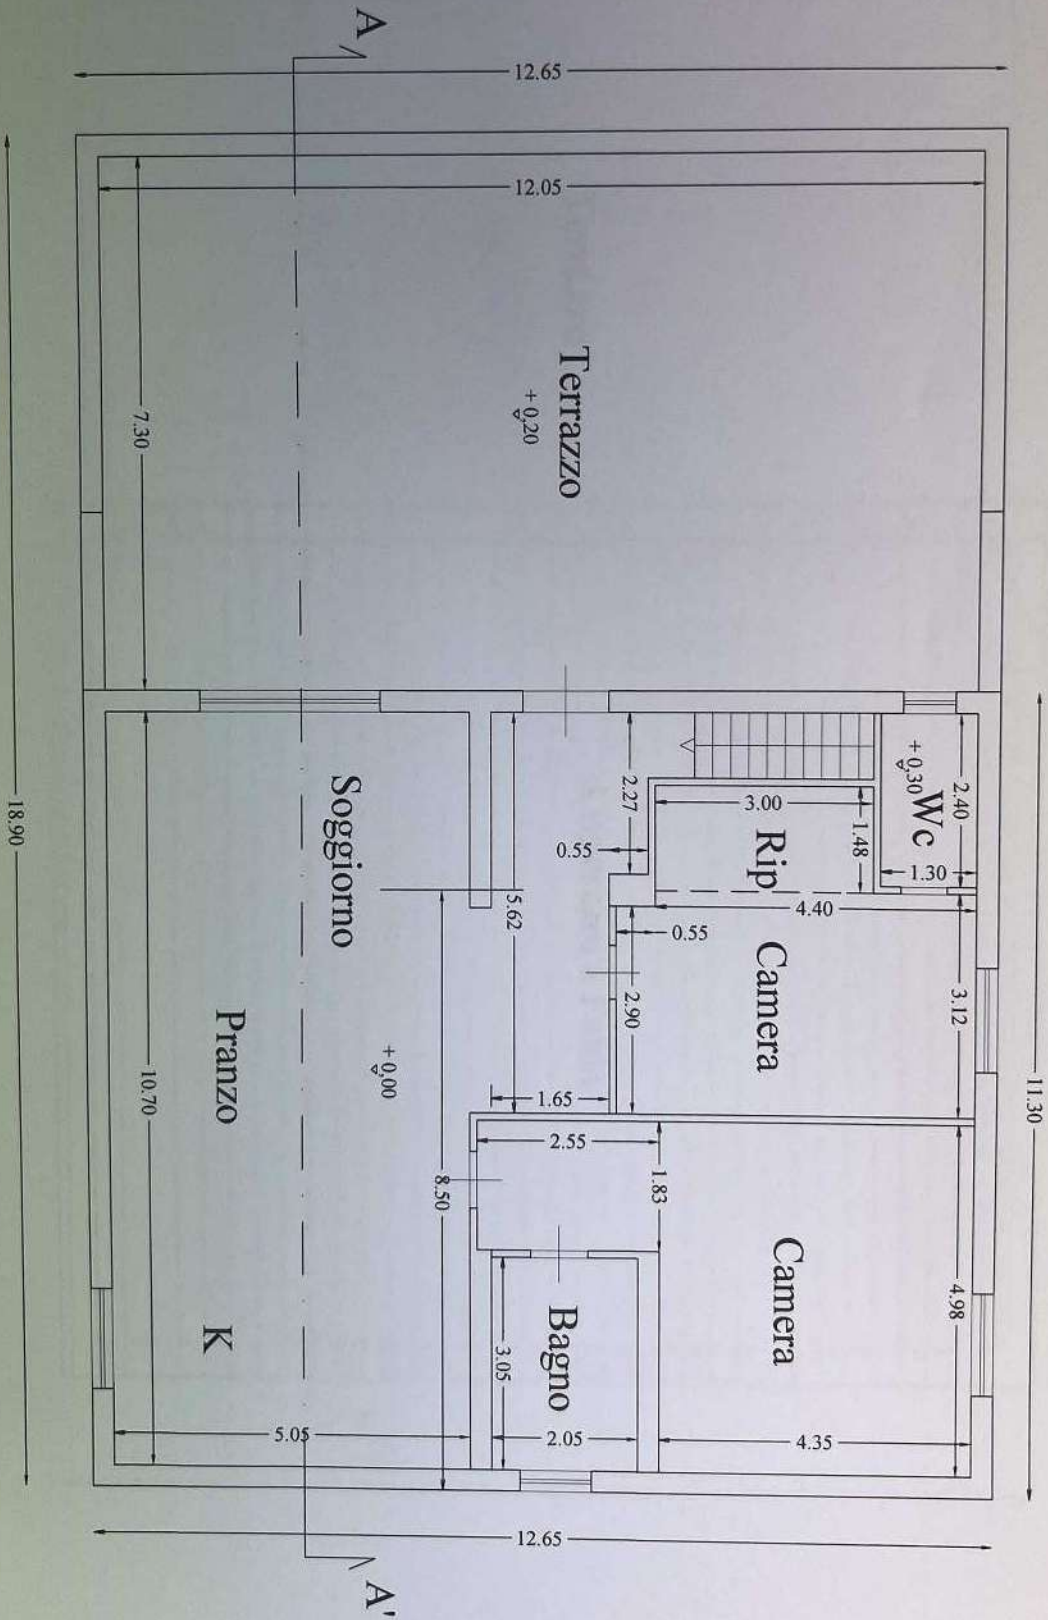 A
12.65
12.05
18.90
7.30
Terrazzo
+ 0,20
11.30
2.40
Wc
+ 0,30
1.30
3.00
Rip
1.48
2.27
0.55
4.40
0.55
Camera
3.12
2.90
5.62
1.65
Soggiorno
+ 0,00
Pranzo
10.70
8.50
2.55
1.83
Camera
4.98
K
Bagno
3.05
5.05
2.05
4.35
12.65
A'